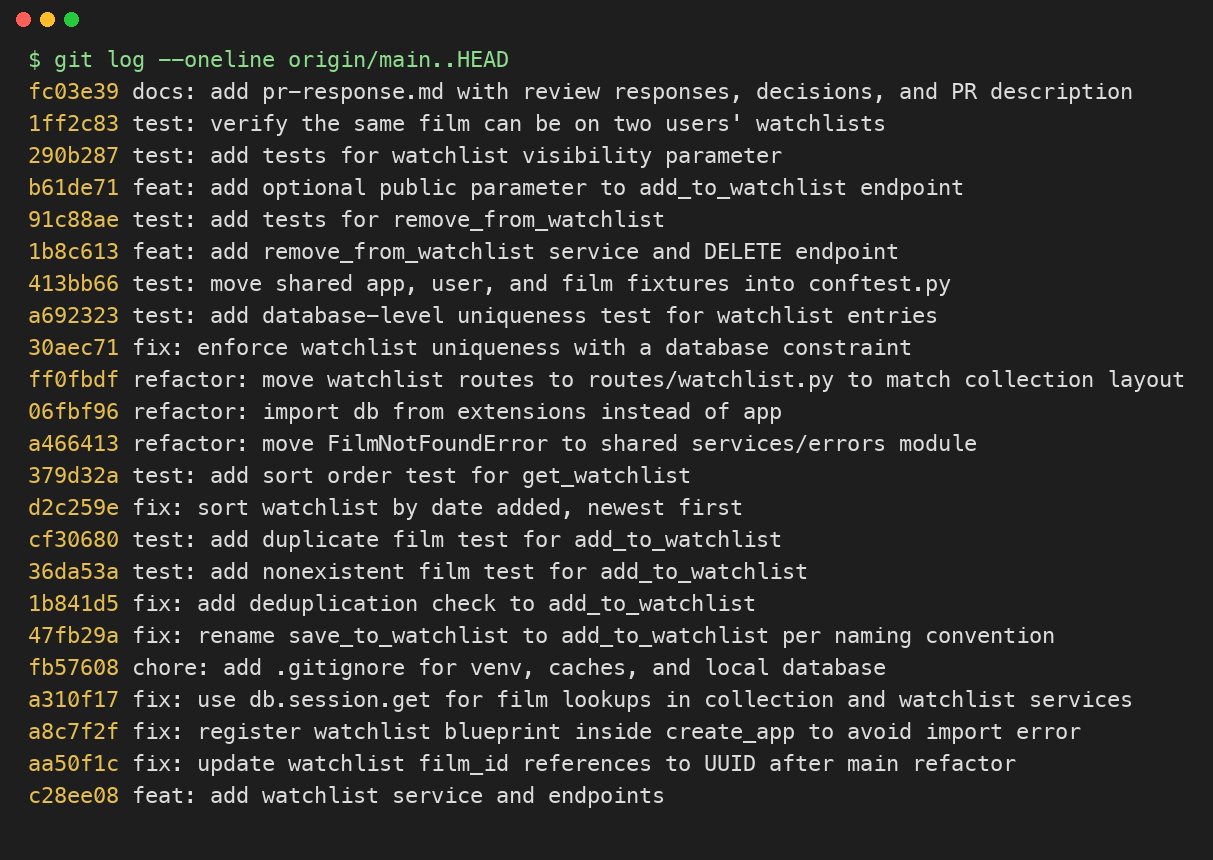 $ git log --oneline origin/main..HEAD
fc03e39 docs: add pr-response.md with review responses, decisions, and PR description
1ff2c83 test: verify the same film can be on two users' watchlists
290b287 test: add tests for watchlist visibility parameter
b61de71 feat: add optional public parameter to add_to_watchlist endpoint
91c88ae test: add tests for remove_from_watchlist
1b8c613 feat: add remove_from_watchlist service and DELETE endpoint
413bb66 test: move shared app, user, and film fixtures into conftest.py
a692323 test: add database-level uniqueness test for watchlist entries
30aec71 fix: enforce watchlist uniqueness with a database constraint
ff0fbdf refactor: move watchlist routes to routes/watchlist.py to match collection layout
06fbf96 refactor: import db from extensions instead of app
a466413 refactor: move FilmNotFoundError to shared services/errors module
379d32a test: add sort order test for get_watchlist
d2c259e fix: sort watchlist by date added, newest first
cf30680 test: add duplicate film test for add_to_watchlist
36da53a test: add nonexistent film test for add_to_watchlist
1b841d5 fix: add deduplication check to add_to_watchlist
47fb29a fix: rename save_to_watchlist to add_to_watchlist per naming convention
fb57608 chore: add .gitignore for venv, caches, and local database
a310f17 fix: use db.session.get for film lookups in collection and watchlist services
a8c7f2f fix: register watchlist blueprint inside create_app to avoid import error
aa50f1c fix: update watchlist film_id references to UUID after main refactor
c28ee08 feat: add watchlist service and endpoints